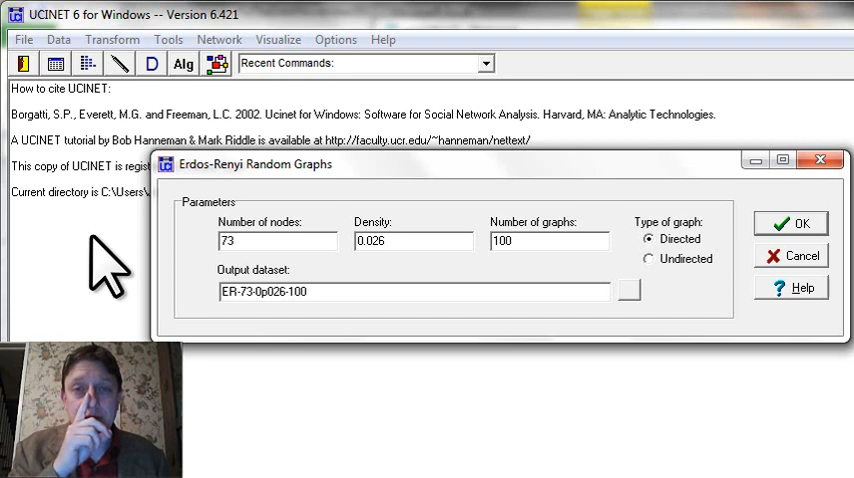 UCINET 6 for Windows -- Version 6.421
File Data Transform Tools Network Visualize Options Help
D Alg Recent Commands:
How to cite UCINET:
Borgatti, S.P., Everett, M.G. and Freeman, L.C. 2002. Ucinet for Windows: Software for Social Network Analysis. Harvard, MA: Analytic Technologies.
A UCINET tutorial by Bob Hanneman & Mark Riddle is available at http://faculty.ucr.edu/~hanneman/nettext/
This copy of UCINET is regist
Current directory is C:\Users\
Erdos-Renyi Random Graphs
Parameters
Number of nodes: Density: Number of graphs: Type of graph:
73 0.026 100 Directed
Undirected
Output dataset:
ER-73-0p026-100
OK
Cancel
Help